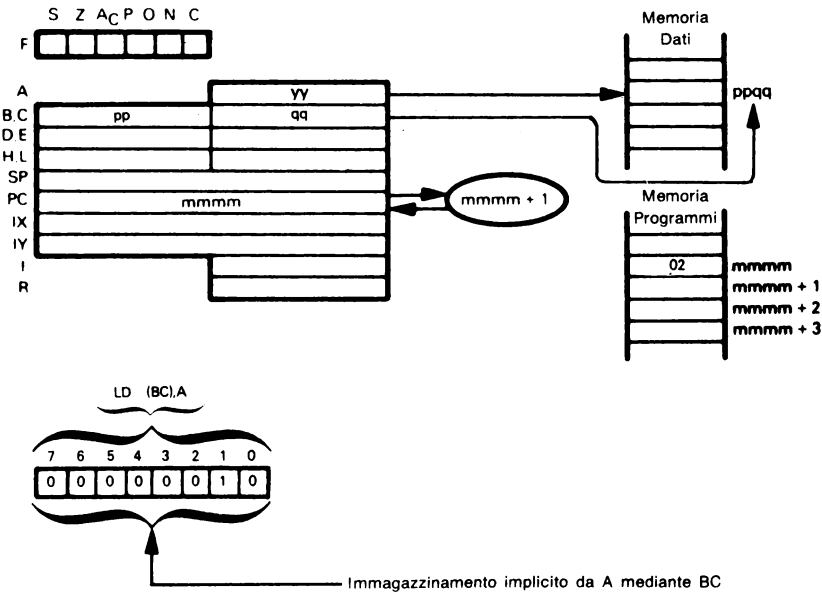 S Z AC P O N C
F
Memoria
Dati
A yy
ppqq
B,C pp qq
D,E
H,L
SP
PC mmmm mmmm + 1
IX
IY
I
R
Memoria
Programmi
02 mmmm
mmmm + 1
mmmm + 2
mmmm + 3
LD (BC),A
7 6 5 4 3 2 1 0
0 0 0 0 0 0 1 0
Immagazzinamento implicito da A mediante BC